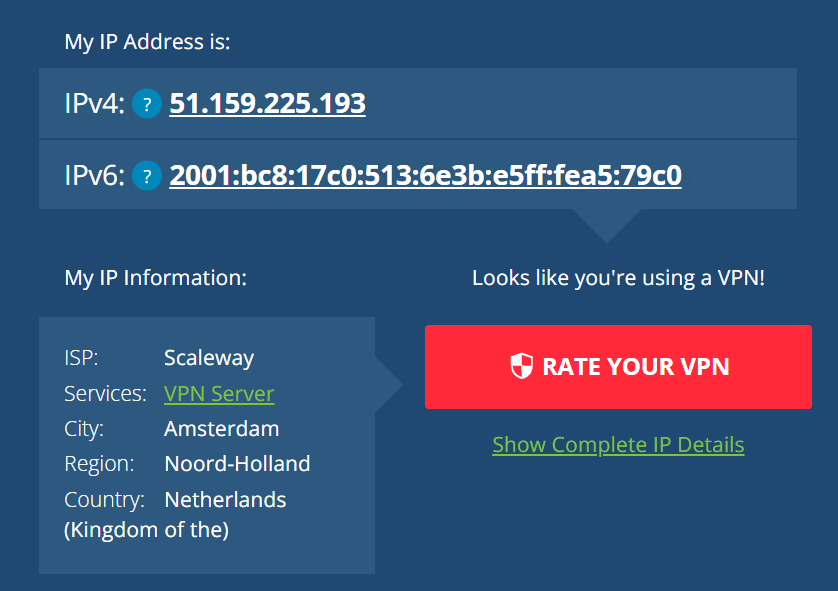 My IP Address is:
IPv4: ? 51.159.225.193
IPv6: ? 2001:bc8:17c0:513:6e3b:e5ff:fea5:79c0
My IP Information:
Looks like you're using a VPN!
ISP: Scaleway
Services: VPN Server
City: Amsterdam
Region: Noord-Holland
Country: Netherlands
(Kingdom of the)
RATE YOUR VPN
Show Complete IP Details